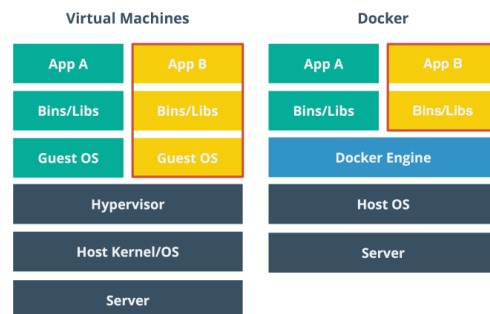 Virtual Machines
Docker
App A
App B
App A
App B
Bins/Libs
Bins/Libs
Bins/Libs
Bins/Libs
Guest OS
Guest OS
Docker Engine
Hypervisor
Host OS
Host Kernel/OS
Server
Server